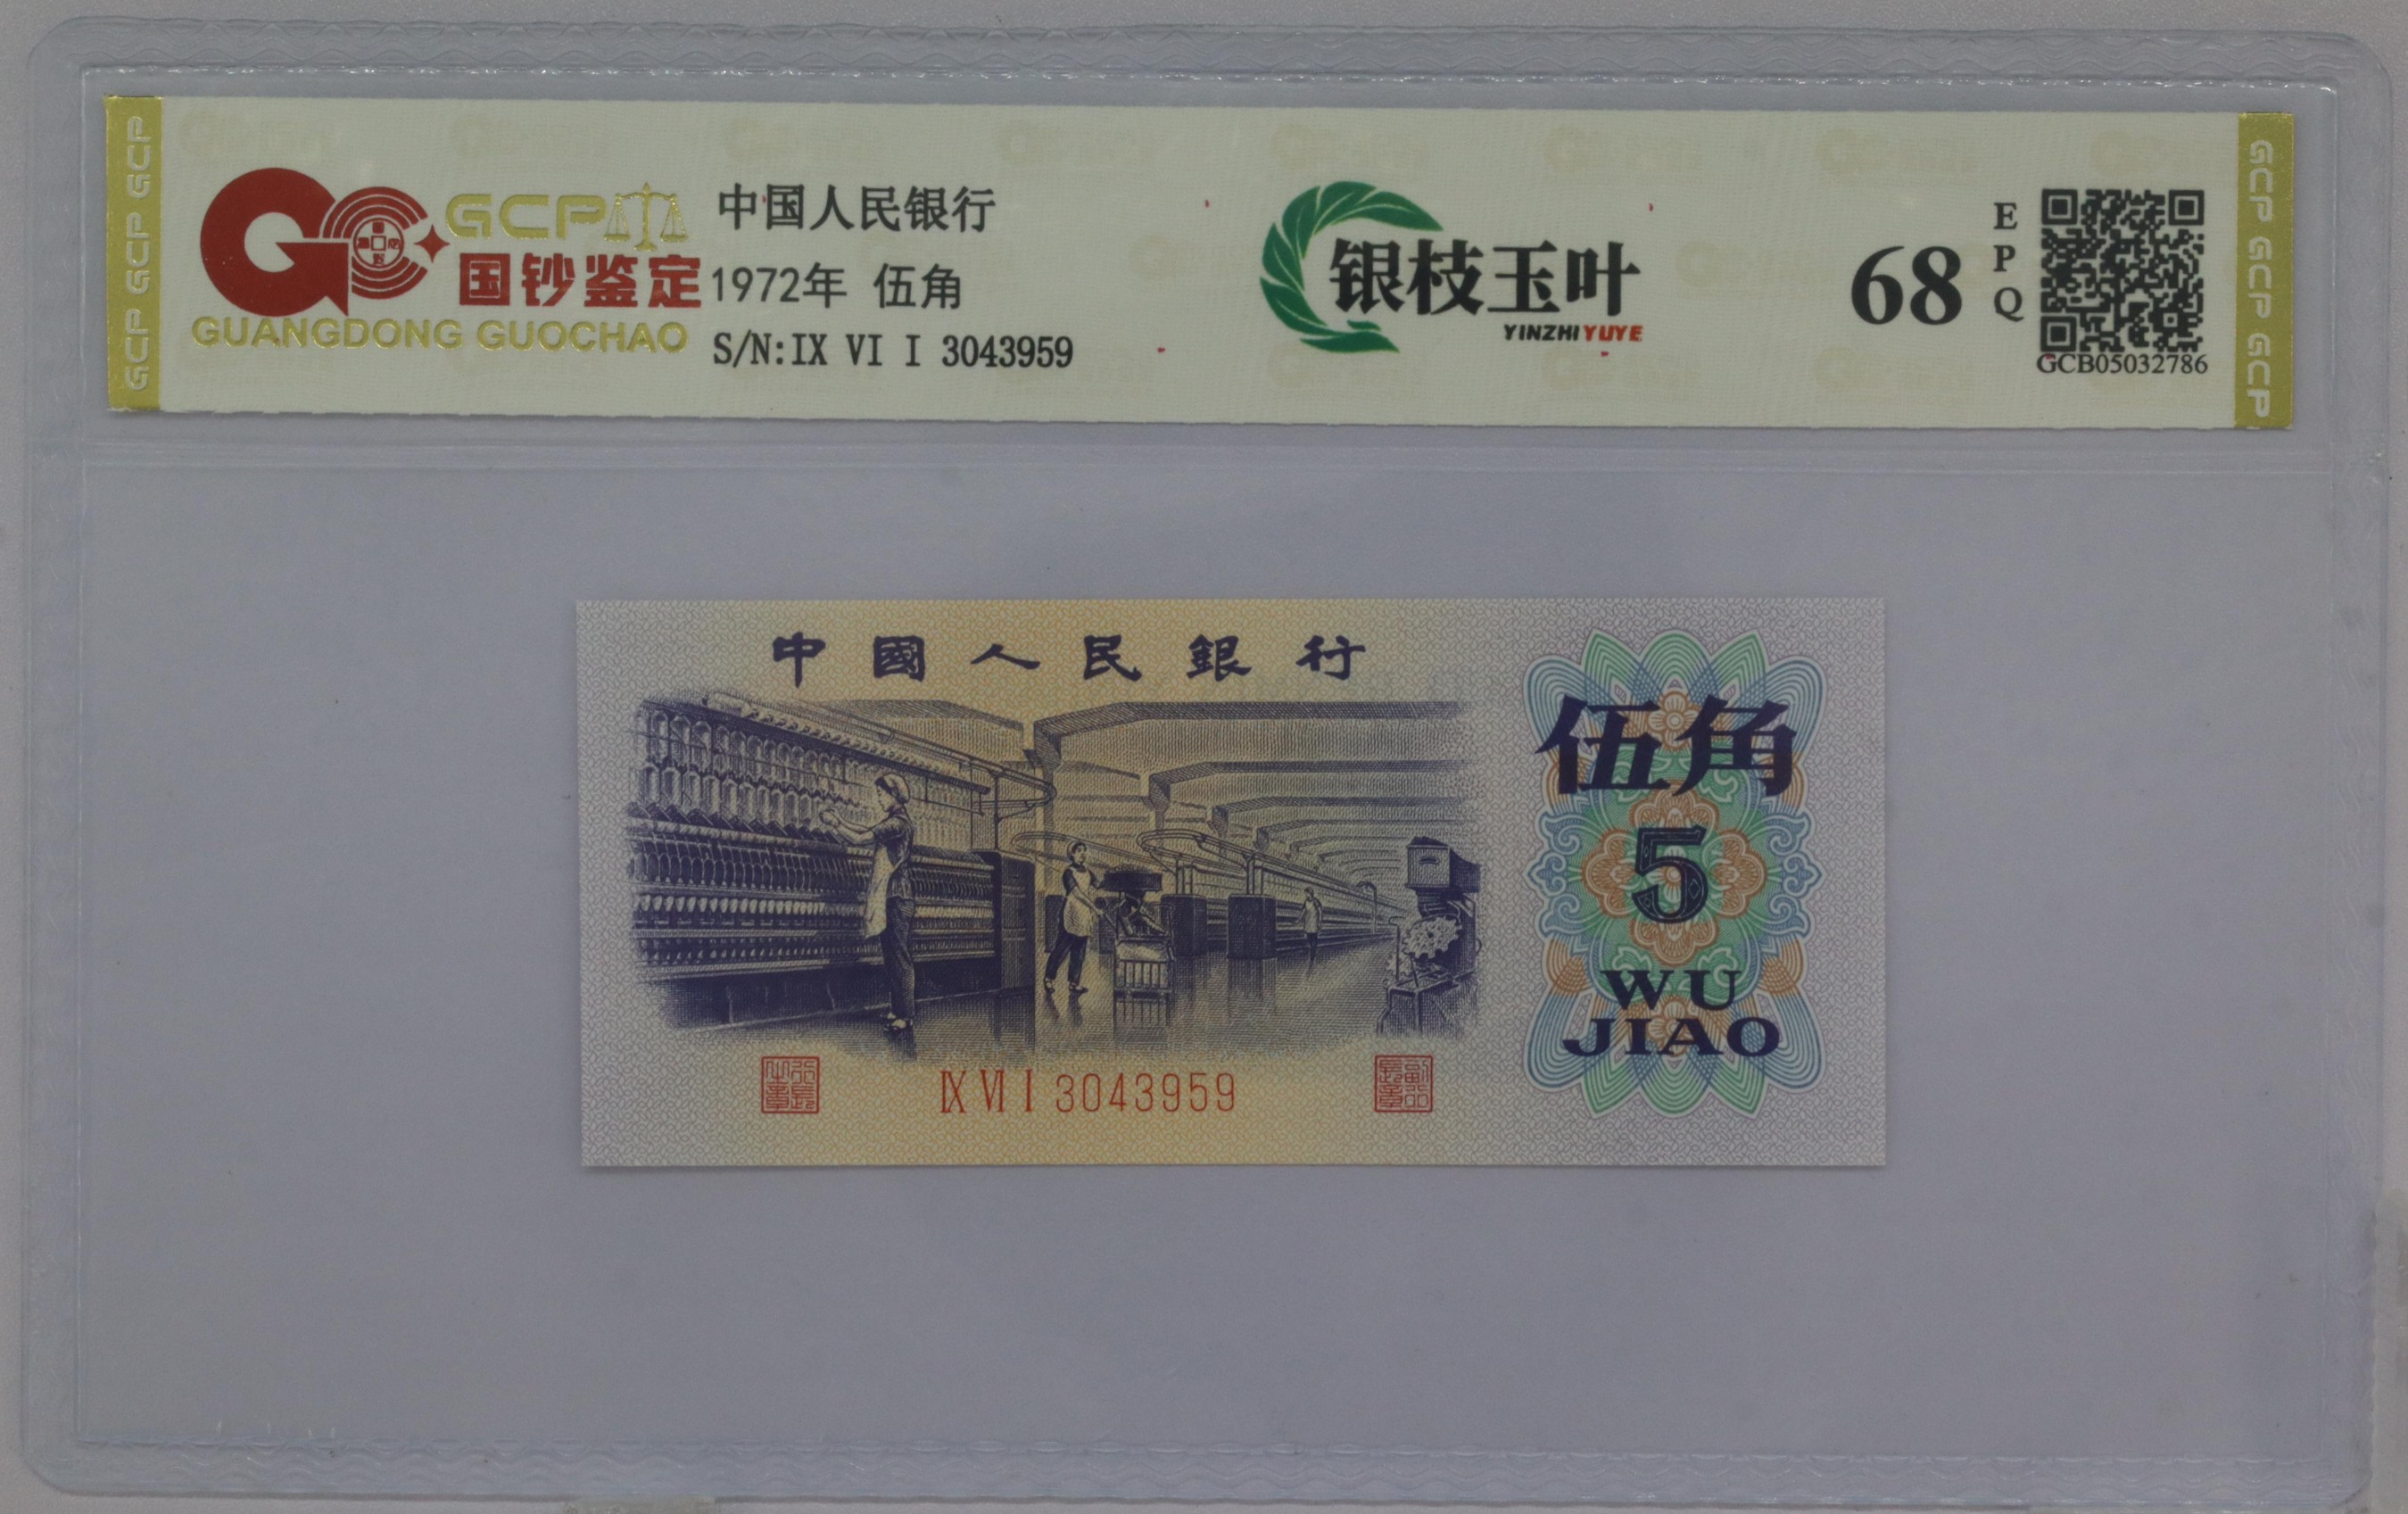 GCP GCP GCP
GCP
国钞鉴定
GUANGDONG GUOCHAO
中国人民银行
1972年 伍角
S/N:IX VI I 3043959
银枝玉叶
YINZHIYUYE
68
EPQ
GCB05032786
GCP GCP GCP
中國人民銀行
伍角
5
WU
JIAO
IX VI I 3043959